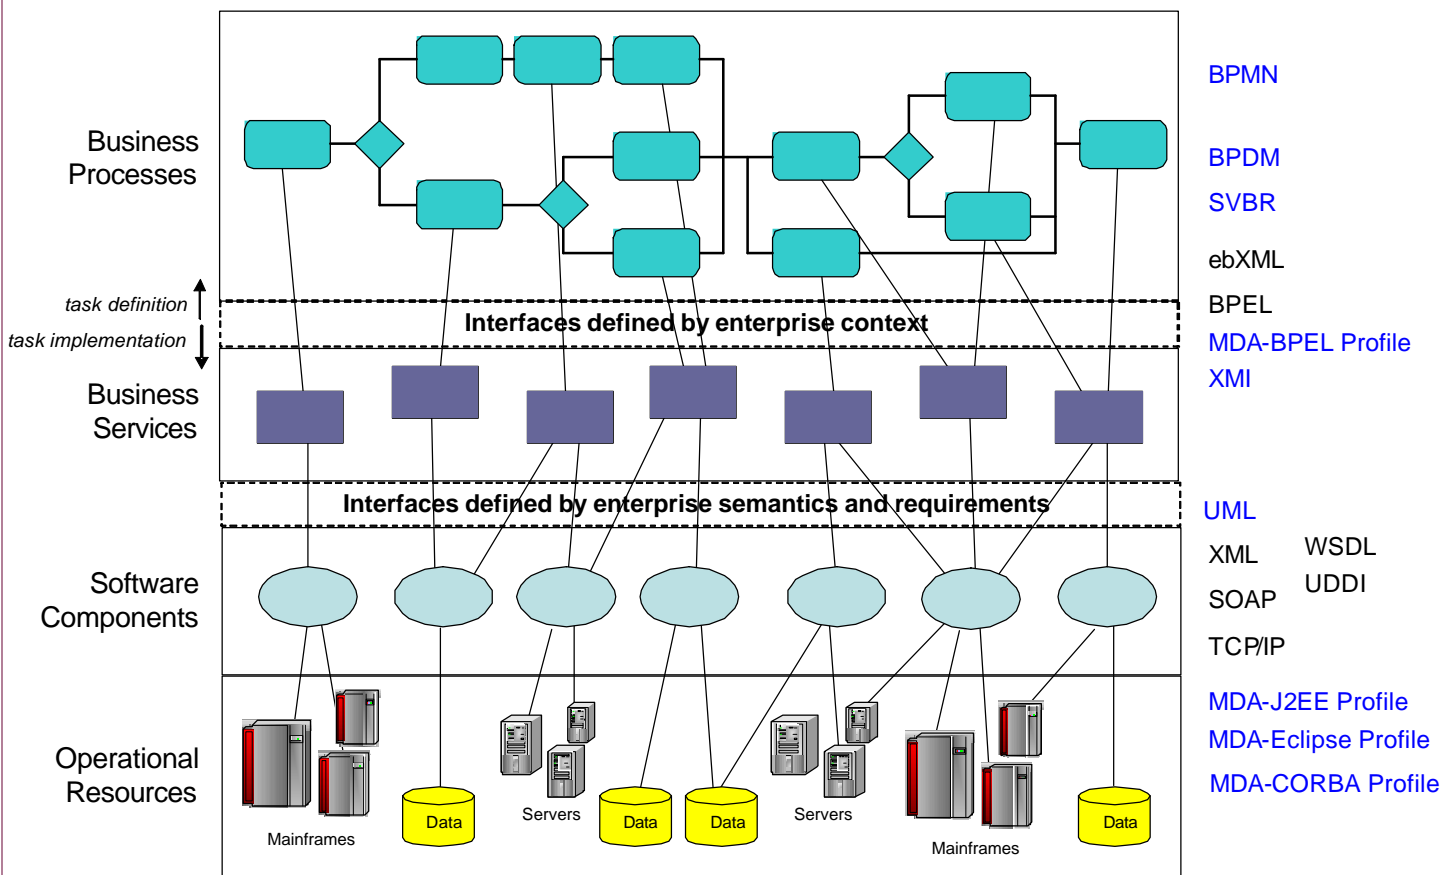 Business
Processes
task definition
task implementation
Interfaces defined by enterprise context
Business
Services
Interfaces defined by enterprise semantics and requirements
Software
Components
Operational
Resources
Mainframes
Data
Servers
Data
Data
Servers
Mainframes
Data
BPMN
BPDM
SVBR
ebXML
BPEL
MDA-BPEL Profile
XMI
UML
XML
WSDL
UDDI
SOAP
TCP/IP
MDA-J2EE Profile
MDA-Eclipse Profile
MDA-CORBA Profile